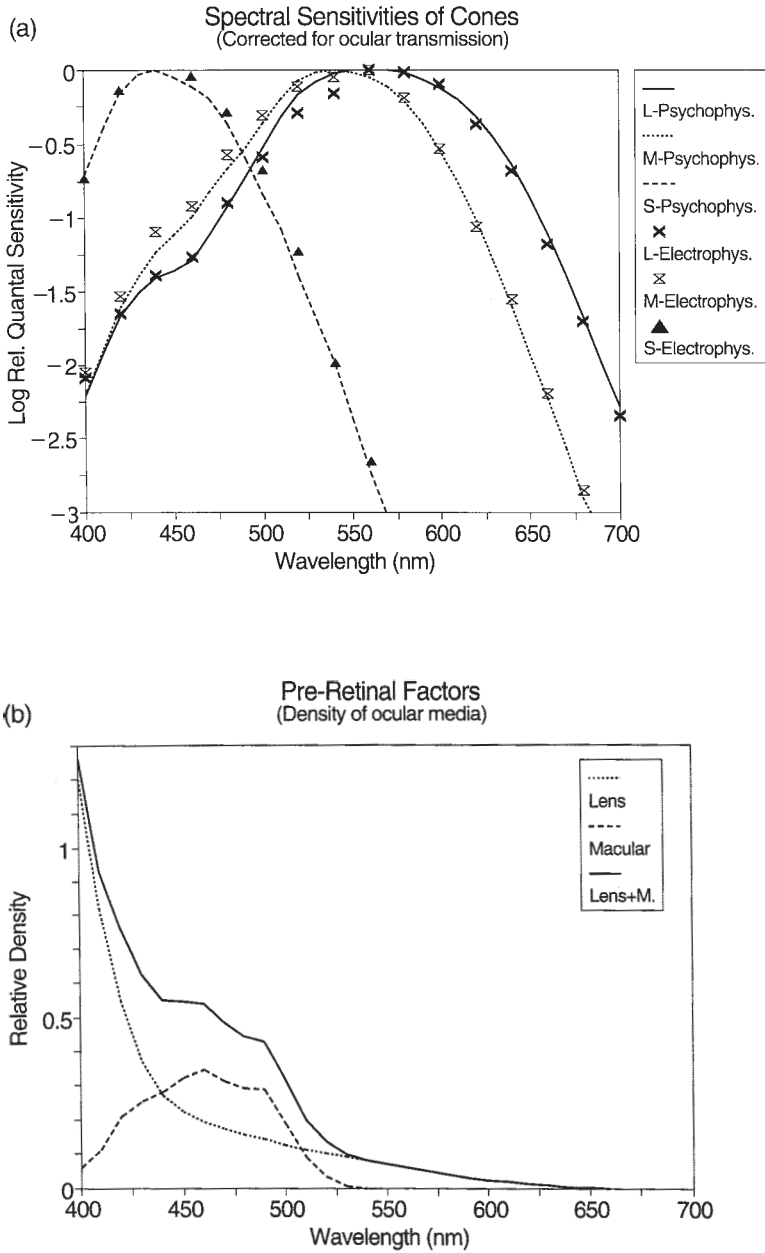 (a)
Spectral Sensitivities of Cones
(Corrected for ocular transmission)
Log Rel. Quantal Sensitivity
0
−0.5
−1
−1.5
−2
−2.5
−3
400 450 500 550 600 650 700
Wavelength (nm)
L-Psychophys.
M-Psychophys.
S-Psychophys.
L-Electrophys.
M-Electrophys.
S-Electrophys.
(b)
Pre-Retinal Factors
(Density of ocular media)
Relative Density
1
0.5
0
400 450 500 550 600 650 700
Wavelength (nm)
Lens
Macular
Lens+M.